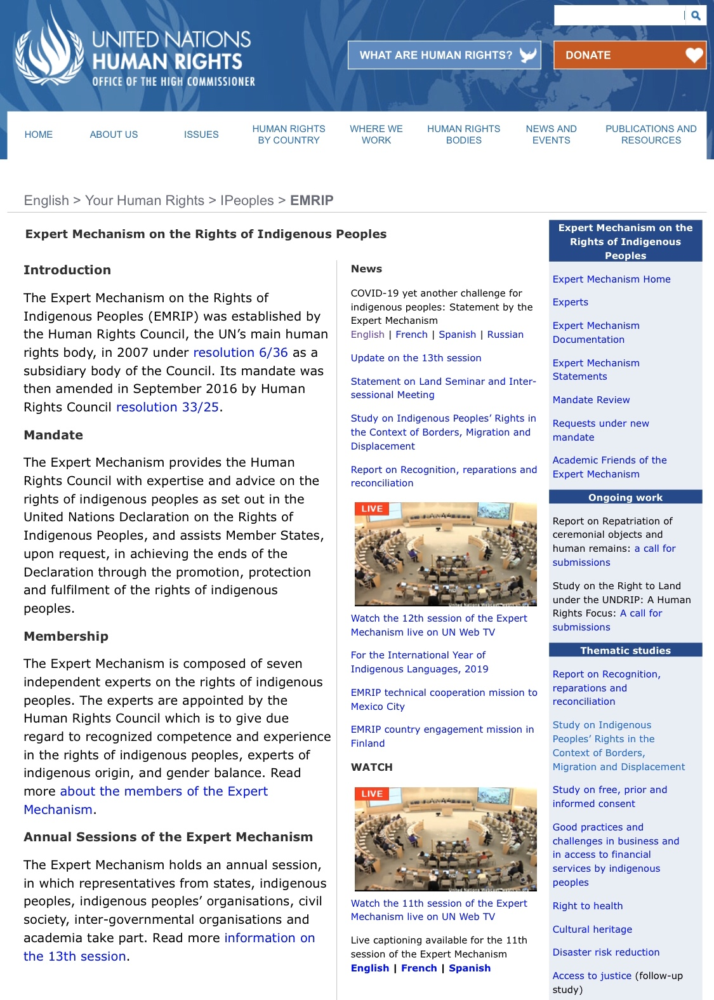 UNITED NATIONS
HUMAN RIGHTS
OFFICE OF THE HIGH COMMISSIONER
WHAT ARE HUMAN RIGHTS?
DONATE
HOME
ABOUT US
ISSUES
HUMAN RIGHTS
BY COUNTRY
WHERE WE
WORK
HUMAN RIGHTS
BODIES
NEWS AND
EVENTS
PUBLICATIONS AND
RESOURCES
English > Your Human Rights > IPeoples > EMRIP
Expert Mechanism on the Rights of Indigenous Peoples
Introduction
The Expert Mechanism on the Rights of
Indigenous Peoples (EMRIP) was established by
the Human Rights Council, the UN’s main human
rights body, in 2007 under resolution 6/36 as a
subsidiary body of the Council. Its mandate was
then amended in September 2016 by Human
Rights Council resolution 33/25.
Mandate
The Expert Mechanism provides the Human
Rights Council with expertise and advice on the
rights of indigenous peoples as set out in the
United Nations Declaration on the Rights of
Indigenous Peoples, and assists Member States,
upon request, in achieving the ends of the
Declaration through the promotion, protection
and fulfilment of the rights of indigenous
peoples.
Membership
The Expert Mechanism is composed of seven
independent experts on the rights of indigenous
peoples. The experts are appointed by the
Human Rights Council which is to give due
regard to recognized competence and experience
in the rights of indigenous peoples, experts of
indigenous origin, and gender balance. Read
more about the members of the Expert
Mechanism.
Annual Sessions of the Expert Mechanism
The Expert Mechanism holds an annual session,
in which representatives from states, indigenous
peoples, indigenous peoples’ organisations, civil
society, inter-governmental organisations and
academia take part. Read more information on
the 13th session.
News
COVID-19 yet another challenge for
indigenous peoples: Statement by the
Expert Mechanism
English | French | Spanish | Russian
Update on the 13th session
Statement on Land Seminar and Inter-
sessional Meeting
Study on Indigenous Peoples’ Rights in
the Context of Borders, Migration and
Displacement
Report on Recognition, reparations and
reconciliation
LIVE
United Nations Webcast webtv.un.org
Watch the 12th session of the Expert
Mechanism live on UN Web TV
For the International Year of
Indigenous Languages, 2019
EMRIP technical cooperation mission to
Mexico City
EMRIP country engagement mission in
Finland
WATCH
LIVE
United Nations Webcast webtv.un.org
Watch the 11th session of the Expert
Mechanism live on UN Web TV
Live captioning available for the 11th
session of the Expert Mechanism
English | French | Spanish
Expert Mechanism on the
Rights of Indigenous
Peoples
Expert Mechanism Home
Experts
Expert Mechanism
Documentation
Expert Mechanism
Statements
Mandate Review
Requests under new
mandate
Academic Friends of the
Expert Mechanism
Ongoing work
Report on Repatriation of
ceremonial objects and
human remains: a call for
submissions
Study on the Right to Land
under the UNDRIP: A Human
Rights Focus: A call for
submissions
Thematic studies
Report on Recognition,
reparations and
reconciliation
Study on Indigenous
Peoples’ Rights in the
Context of Borders,
Migration and Displacement
Study on free, prior and
informed consent
Good practices and
challenges in business and
in access to financial
services by indigenous
peoples
Right to health
Cultural heritage
Disaster risk reduction
Access to justice (follow-up
study)